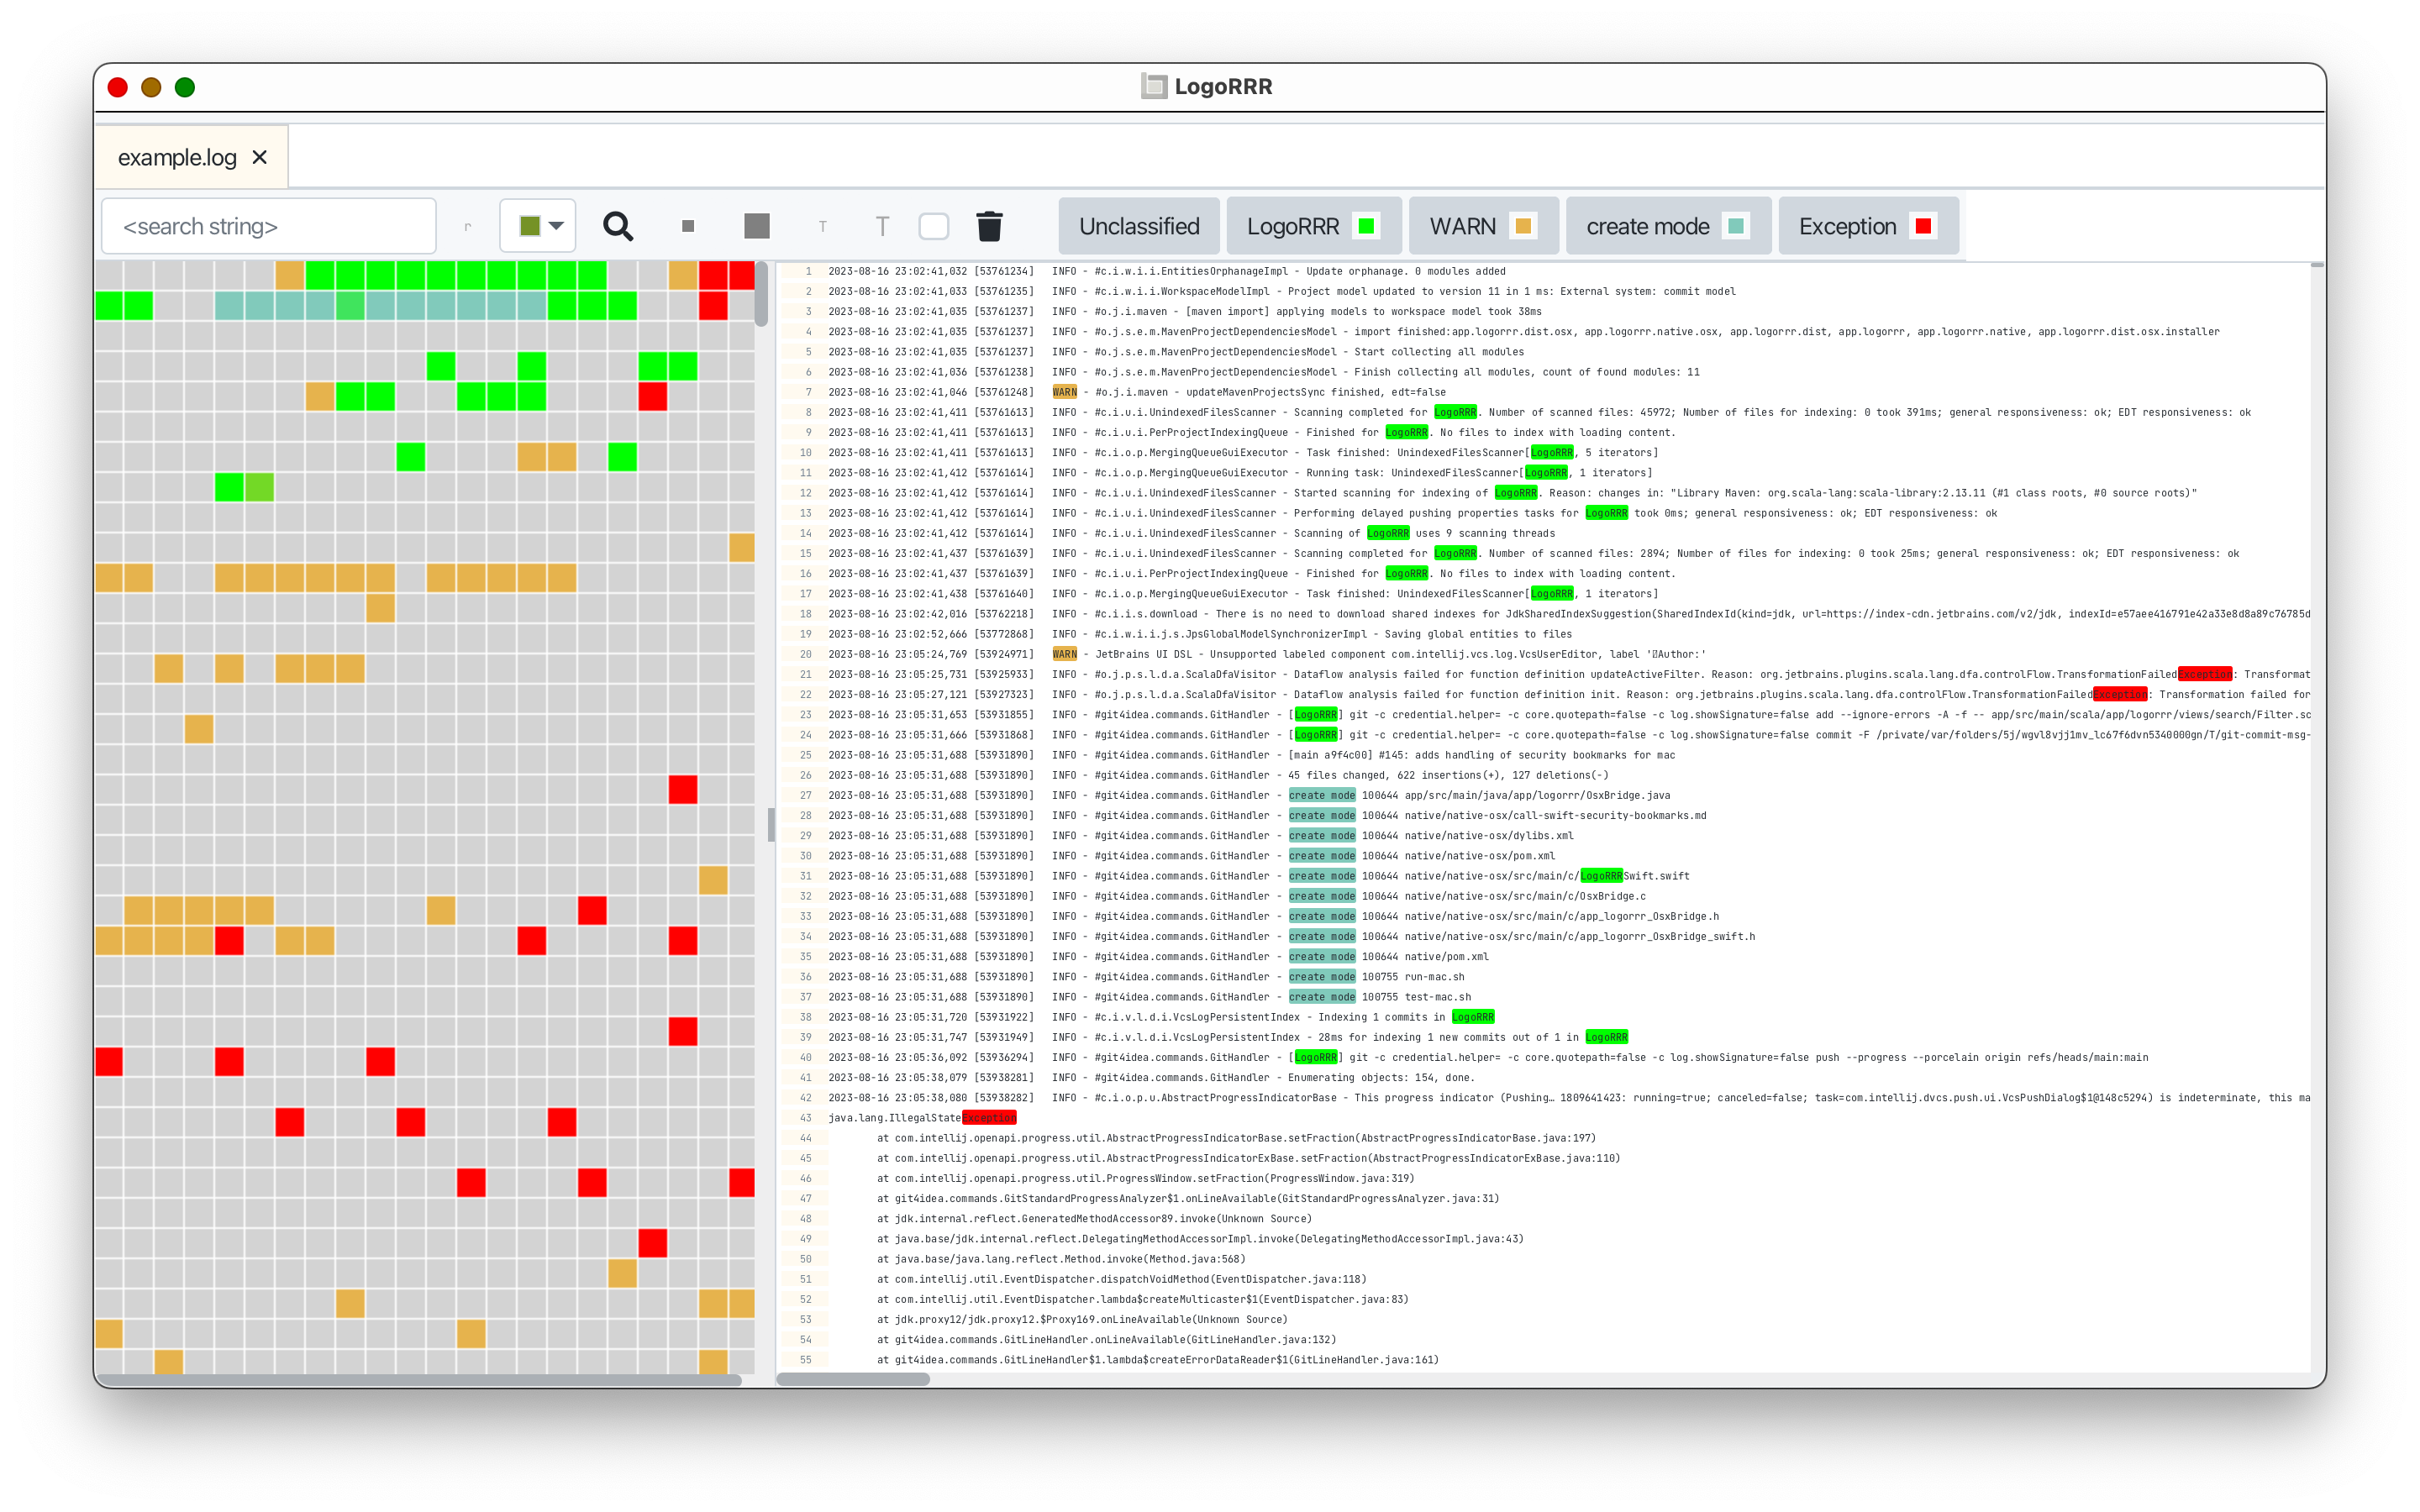 LogoRRR
example.log
<search string> r T T Unclassified LogoRRR WARN create mode Exception
1 2023-08-16 23:02:41,032 [53761234] INFO - #c.i.w.i.i.EntitiesOrphanageImpl - Update orphanage. 0 modules added
2 2023-08-16 23:02:41,033 [53761235] INFO - #c.i.w.i.i.WorkspaceModelImpl - Project model updated to version 11 in 1 ms: External system: commit model
3 2023-08-16 23:02:41,035 [53761237] INFO - #o.j.i.maven - [maven import] applying models to workspace model took 38ms
4 2023-08-16 23:02:41,035 [53761237] INFO - #o.j.s.e.m.MavenProjectDependenciesModel - import finished:app.logorrr.dist.osx, app.logorrr.native.osx, app.logorrr.dist, app.logorrr, app.logorrr.native, app.logorrr.dist.osx.installer
5 2023-08-16 23:02:41,035 [53761237] INFO - #o.j.s.e.m.MavenProjectDependenciesModel - Start collecting all modules
6 2023-08-16 23:02:41,036 [53761238] INFO - #o.j.s.e.m.MavenProjectDependenciesModel - Finish collecting all modules, count of found modules: 11
7 2023-08-16 23:02:41,046 [53761248] WARN - #o.j.i.maven - updateMavenProjectsSync finished, edt=false
8 2023-08-16 23:02:41,411 [53761613] INFO - #c.i.u.i.UnindexedFilesScanner - Scanning completed for LogoRRR. Number of scanned files: 45972; Number of files for indexing: 0 took 391ms; general responsiveness: ok; EDT responsiveness: ok
9 2023-08-16 23:02:41,411 [53761613] INFO - #c.i.u.i.PerProjectIndexingQueue - Finished for LogoRRR. No files to index with loading content.
10 2023-08-16 23:02:41,411 [53761613] INFO - #c.i.o.p.MergingQueueGuiExecutor - Task finished: UnindexedFilesScanner[LogoRRR, 5 iterators]
11 2023-08-16 23:02:41,412 [53761614] INFO - #c.i.o.p.MergingQueueGuiExecutor - Running task: UnindexedFilesScanner[LogoRRR, 1 iterators]
12 2023-08-16 23:02:41,412 [53761614] INFO - #c.i.u.i.UnindexedFilesScanner - Started scanning for indexing of LogoRRR. Reason: changes in: "Library Maven: org.scala-lang:scala-library:2.13.11 (#1 class roots, #0 source roots)"
13 2023-08-16 23:02:41,412 [53761614] INFO - #c.i.u.i.UnindexedFilesScanner - Performing delayed pushing properties tasks for LogoRRR took 0ms; general responsiveness: ok; EDT responsiveness: ok
14 2023-08-16 23:02:41,412 [53761614] INFO - #c.i.u.i.UnindexedFilesScanner - Scanning of LogoRRR uses 9 scanning threads
15 2023-08-16 23:02:41,437 [53761639] INFO - #c.i.u.i.UnindexedFilesScanner - Scanning completed for LogoRRR. Number of scanned files: 2894; Number of files for indexing: 0 took 25ms; general responsiveness: ok; EDT responsiveness: ok
16 2023-08-16 23:02:41,437 [53761639] INFO - #c.i.u.i.PerProjectIndexingQueue - Finished for LogoRRR. No files to index with loading content.
17 2023-08-16 23:02:41,438 [53761640] INFO - #c.i.o.p.MergingQueueGuiExecutor - Task finished: UnindexedFilesScanner[LogoRRR, 1 iterators]
18 2023-08-16 23:02:42,016 [53762218] INFO - #c.i.i.s.download - There is no need to download shared indexes for JdkSharedIndexSuggestion(SharedIndexId(kind=jdk, url=https://index-cdn.jetbrains.com/v2/jdk, indexId=e57aee416791e42a33e8d8a89c76785d
19 2023-08-16 23:02:52,666 [53772868] INFO - #c.i.w.i.i.j.s.JpsGlobalModelSynchronizerImpl - Saving global entities to files
20 2023-08-16 23:05:24,769 [53924971] WARN - JetBrains UI DSL - Unsupported labeled component com.intellij.vcs.log.VcsUserEditor, label 'Author:'
21 2023-08-16 23:05:25,731 [53925933] INFO - #o.j.p.s.l.d.a.ScalaDfaVisitor - Dataflow analysis failed for function definition updateActiveFilter. Reason: org.jetbrains.plugins.scala.lang.dfa.controlFlow.TransformationFailedException: Transformat
22 2023-08-16 23:05:27,121 [53927323] INFO - #o.j.p.s.l.d.a.ScalaDfaVisitor - Dataflow analysis failed for function definition init. Reason: org.jetbrains.plugins.scala.lang.dfa.controlFlow.TransformationFailedException: Transformation failed for
23 2023-08-16 23:05:31,653 [53931855] INFO - #git4idea.commands.GitHandler - [LogoRRR] git -c credential.helper= -c core.quotepath=false -c log.showSignature=false add --ignore-errors -A -f -- app/src/main/scala/app/logorrr/views/search/Filter.sc
24 2023-08-16 23:05:31,666 [53931868] INFO - #git4idea.commands.GitHandler - [LogoRRR] git -c credential.helper= -c core.quotepath=false -c log.showSignature=false commit -F /private/var/folders/5j/wgvl8vjj1mv_lc67f6dvn5340000gn/T/git-commit-msg-
25 2023-08-16 23:05:31,688 [53931890] INFO - #git4idea.commands.GitHandler - [main a9f4c00] #145: adds handling of security bookmarks for mac
26 2023-08-16 23:05:31,688 [53931890] INFO - #git4idea.commands.GitHandler - 45 files changed, 622 insertions(+), 127 deletions(-)
27 2023-08-16 23:05:31,688 [53931890] INFO - #git4idea.commands.GitHandler - create mode 100644 app/src/main/java/app/logorrr/OsxBridge.java
28 2023-08-16 23:05:31,688 [53931890] INFO - #git4idea.commands.GitHandler - create mode 100644 native/native-osx/call-swift-security-bookmarks.md
29 2023-08-16 23:05:31,688 [53931890] INFO - #git4idea.commands.GitHandler - create mode 100644 native/native-osx/dylibs.xml
30 2023-08-16 23:05:31,688 [53931890] INFO - #git4idea.commands.GitHandler - create mode 100644 native/native-osx/pom.xml
31 2023-08-16 23:05:31,688 [53931890] INFO - #git4idea.commands.GitHandler - create mode 100644 native/native-osx/src/main/c/LogoRRRSwift.swift
32 2023-08-16 23:05:31,688 [53931890] INFO - #git4idea.commands.GitHandler - create mode 100644 native/native-osx/src/main/c/OsxBridge.c
33 2023-08-16 23:05:31,688 [53931890] INFO - #git4idea.commands.GitHandler - create mode 100644 native/native-osx/src/main/c/app_logorrr_OsxBridge.h
34 2023-08-16 23:05:31,688 [53931890] INFO - #git4idea.commands.GitHandler - create mode 100644 native/native-osx/src/main/c/app_logorrr_OsxBridge_swift.h
35 2023-08-16 23:05:31,688 [53931890] INFO - #git4idea.commands.GitHandler - create mode 100644 native/pom.xml
36 2023-08-16 23:05:31,688 [53931890] INFO - #git4idea.commands.GitHandler - create mode 100755 run-mac.sh
37 2023-08-16 23:05:31,688 [53931890] INFO - #git4idea.commands.GitHandler - create mode 100755 test-mac.sh
38 2023-08-16 23:05:31,720 [53931922] INFO - #c.i.v.l.d.i.VcsLogPersistentIndex - Indexing 1 commits in LogoRRR
39 2023-08-16 23:05:31,747 [53931949] INFO - #c.i.v.l.d.i.VcsLogPersistentIndex - 28ms for indexing 1 new commits out of 1 in LogoRRR
40 2023-08-16 23:05:36,092 [53936294] INFO - #git4idea.commands.GitHandler - [LogoRRR] git -c credential.helper= -c core.quotepath=false -c log.showSignature=false push --progress --porcelain origin refs/heads/main:main
41 2023-08-16 23:05:38,079 [53938281] INFO - #git4idea.commands.GitHandler - Enumerating objects: 154, done.
42 2023-08-16 23:05:38,080 [53938282] INFO - #c.i.o.p.u.AbstractProgressIndicatorBase - This progress indicator (Pushing… 1809641423: running=true; canceled=false; task=com.intellij.dvcs.push.ui.VcsPushDialog$1@148c5294) is indeterminate, this ma
43 java.lang.IllegalStateException
44 at com.intellij.openapi.progress.util.AbstractProgressIndicatorBase.setFraction(AbstractProgressIndicatorBase.java:197)
45 at com.intellij.openapi.progress.util.AbstractProgressIndicatorExBase.setFraction(AbstractProgressIndicatorExBase.java:110)
46 at com.intellij.openapi.progress.util.ProgressWindow.setFraction(ProgressWindow.java:319)
47 at git4idea.commands.GitStandardProgressAnalyzer$1.onLineAvailable(GitStandardProgressAnalyzer.java:31)
48 at jdk.internal.reflect.GeneratedMethodAccessor89.invoke(Unknown Source)
49 at java.base/jdk.internal.reflect.DelegatingMethodAccessorImpl.invoke(DelegatingMethodAccessorImpl.java:43)
50 at java.base/java.lang.reflect.Method.invoke(Method.java:568)
51 at com.intellij.util.EventDispatcher.dispatchVoidMethod(EventDispatcher.java:118)
52 at com.intellij.util.EventDispatcher.lambda$createMulticaster$1(EventDispatcher.java:83)
53 at jdk.proxy12/jdk.proxy12.$Proxy169.onLineAvailable(Unknown Source)
54 at git4idea.commands.GitLineHandler.onLineAvailable(GitLineHandler.java:132)
55 at git4idea.commands.GitLineHandler$1.lambda$createErrorDataReader$1(GitLineHandler.java:161)